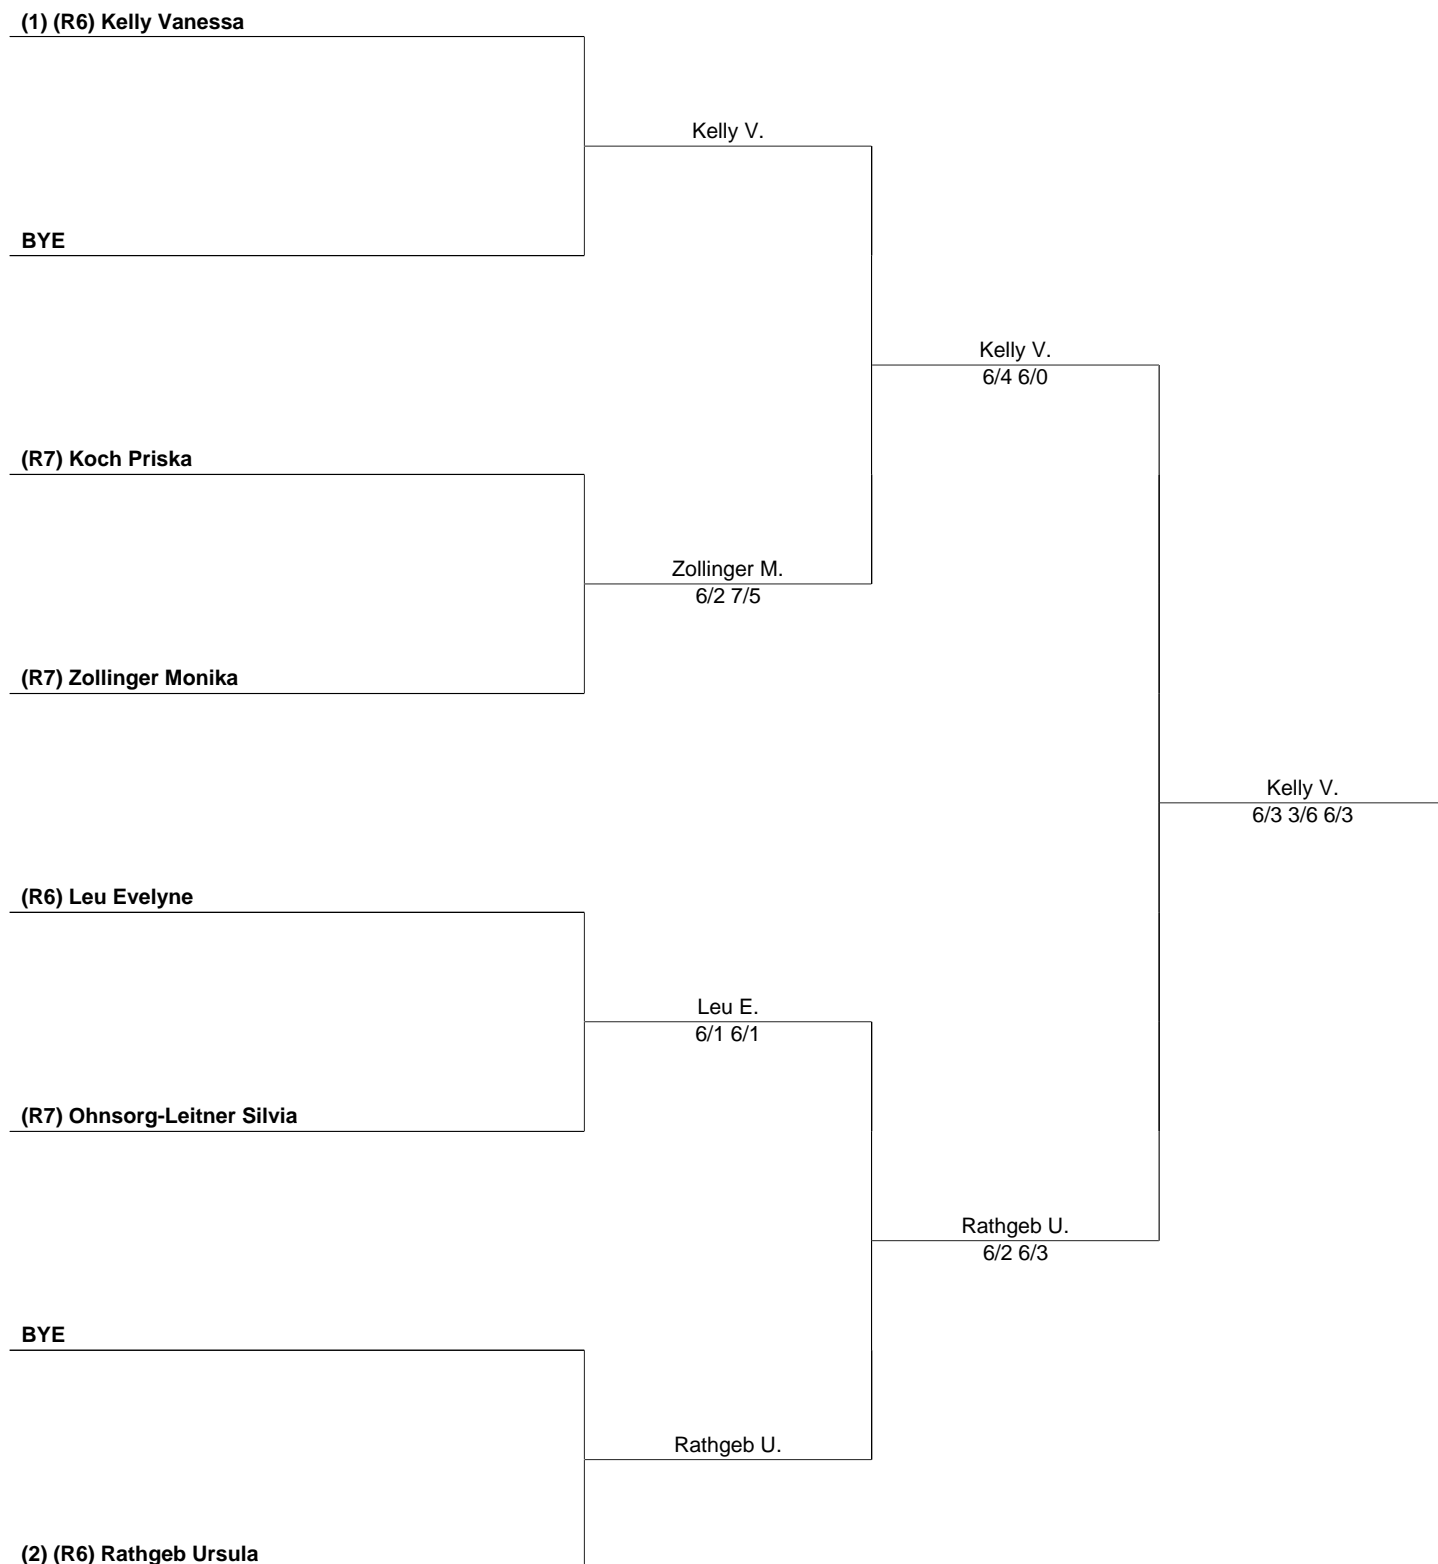 (1) (R6) Kelly Vanessa
Kelly V.
BYE
Kelly V.
6/4 6/0
(R7) Koch Priska
Zollinger M.
6/2 7/5
(R7) Zollinger Monika
Kelly V.
6/3 3/6 6/3
(R6) Leu Evelyne
Leu E.
6/1 6/1
(R7) Ohnsorg-Leitner Silvia
Rathgeb U.
6/2 6/3
BYE
Rathgeb U.
(2) (R6) Rathgeb Ursula